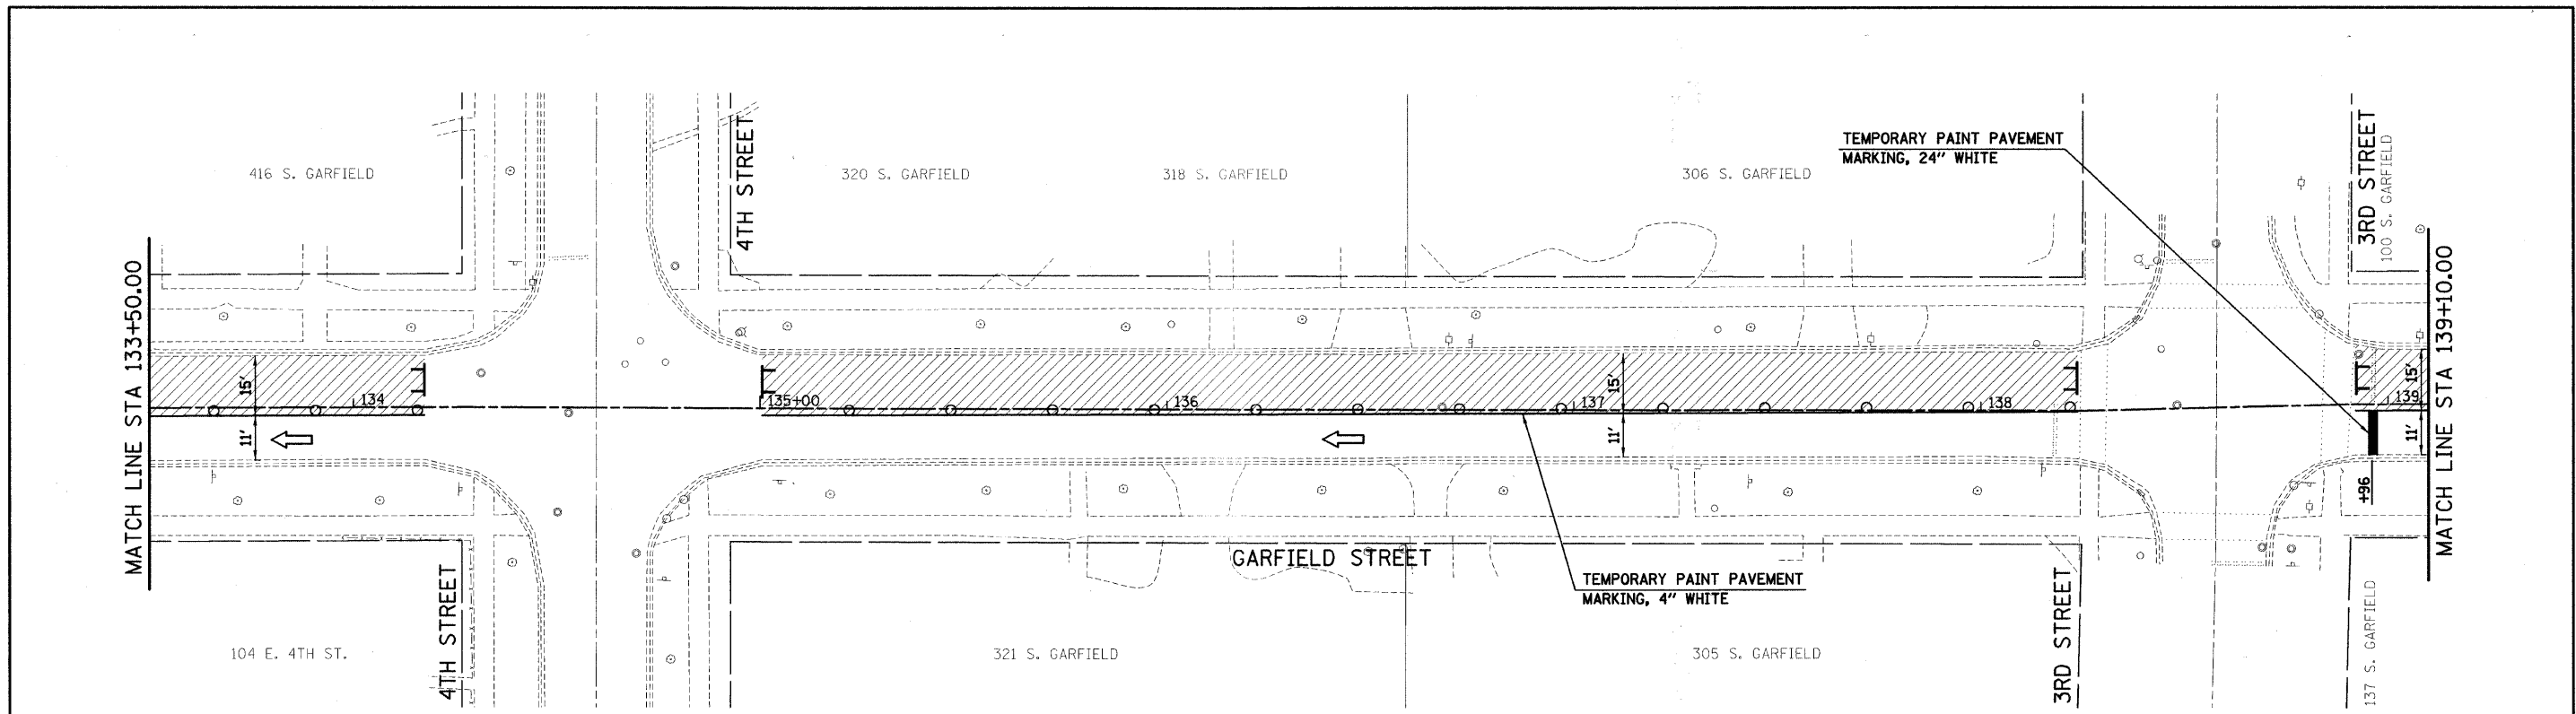 TEMPORARY PAINT PAVEMENT
MARKING, 24" WHITE
416 S. GARFIELD
4TH STREET
320 S. GARFIELD
318 S. GARFIELD
306 S. GARFIELD
3RD STREET
100 S. GARFIELD
MATCH LINE STA 133+50.00
15'
134
135+00
136
15'
137
138
15'
139
MATCH LINE STA 139+10.00
11'
11'
11'
+96
GARFIELD STREET
TEMPORARY PAINT PAVEMENT
MARKING, 4" WHITE
4TH STREET
3RD STREET
104 E. 4TH ST.
321 S. GARFIELD
305 S. GARFIELD
137 S. GARFIELD